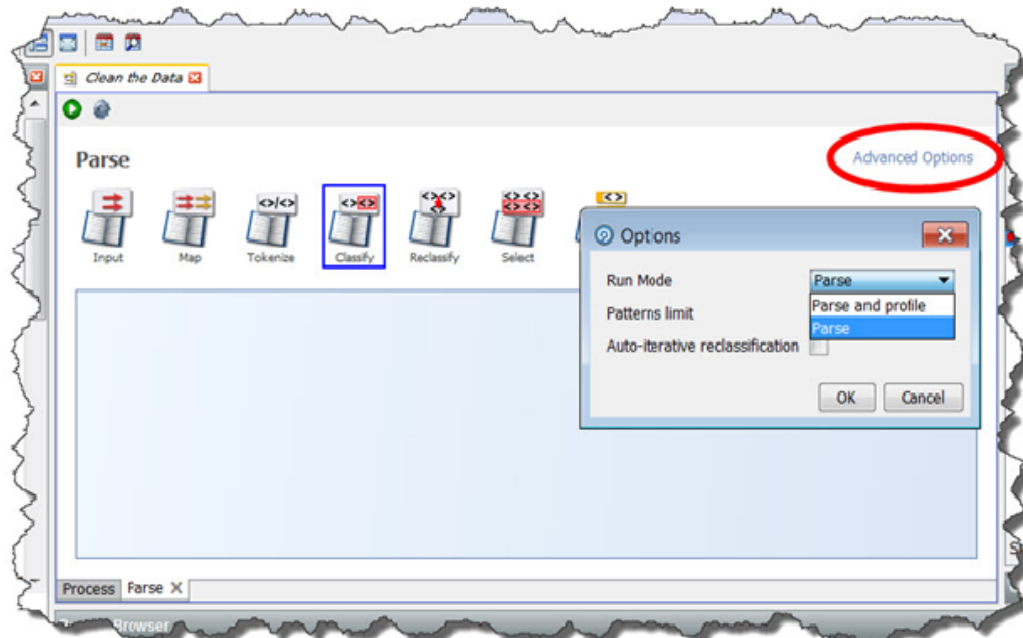 Clean the Data
Parse
Advanced Options
Input
Map
Tokenize
Classify
Reclassify
Select
Options
Run Mode
Parse
Parse and profile
Parse
Patterns limit
Auto-iterative reclassification
OK
Cancel
Process
Parse
Browser